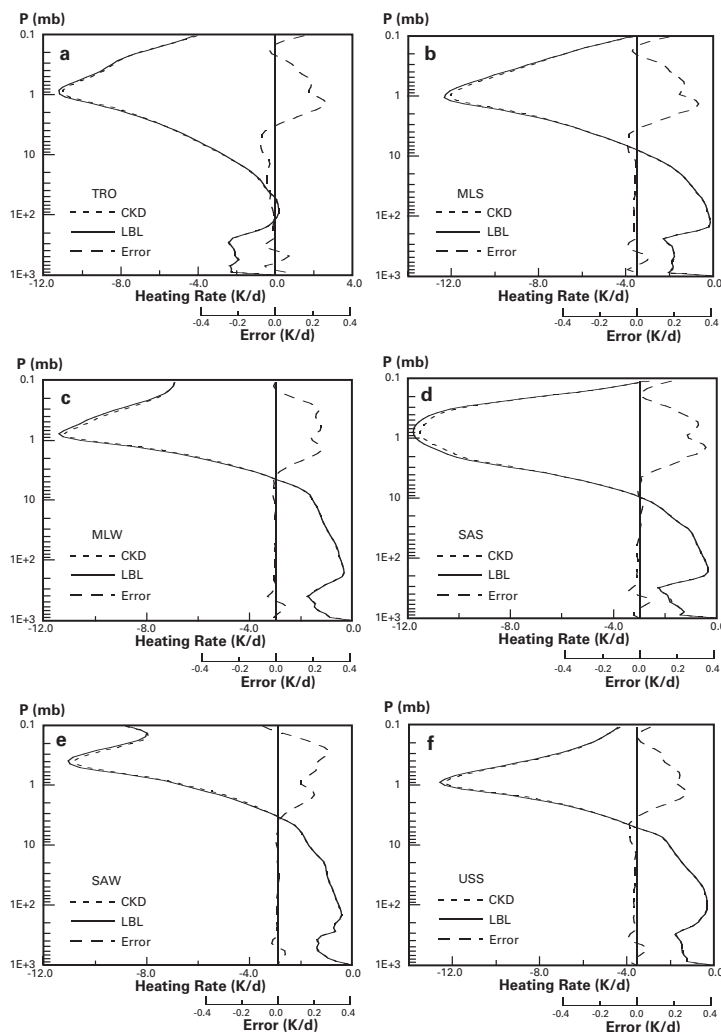 P (mb)
a
0.1
1
10
1E+2
1E+3
TRO
CKD
LBL
Error
-12.0 -8.0 -4.0 0.0 4.0
Heating Rate (K/d)
-0.4 -0.2 0.0 0.2 0.4
Error (K/d)
P (mb)
b
0.1
1
10
1E+2
1E+3
MLS
CKD
LBL
Error
-12.0 -8.0 -4.0 0.0
Heating Rate (K/d)
-0.4 -0.2 0.0 0.2 0.4
Error (K/d)
P (mb)
c
0.1
1
10
1E+2
1E+3
MLW
CKD
LBL
Error
-12.0 -8.0 -4.0 0.0
Heating Rate (K/d)
-0.4 -0.2 0.0 0.2 0.4
Error (K/d)
P (mb)
d
0.1
1
10
1E+2
1E+3
SAS
CKD
LBL
Error
-12.0 -8.0 -4.0 0.0
Heating Rate (K/d)
-0.4 -0.2 0.0 0.2 0.4
Error (K/d)
P (mb)
e
0.1
1
10
1E+2
1E+3
SAW
CKD
LBL
Error
-12.0 -8.0 -4.0 0.0
Heating Rate (K/d)
-0.4 -0.2 0.0 0.2 0.4
Error (K/d)
P (mb)
f
0.1
1
10
1E+2
1E+3
USS
CKD
LBL
Error
-12.0 -8.0 -4.0 0.0
Heating Rate (K/d)
-0.4 -0.2 0.0 0.2 0.4
Error (K/d)